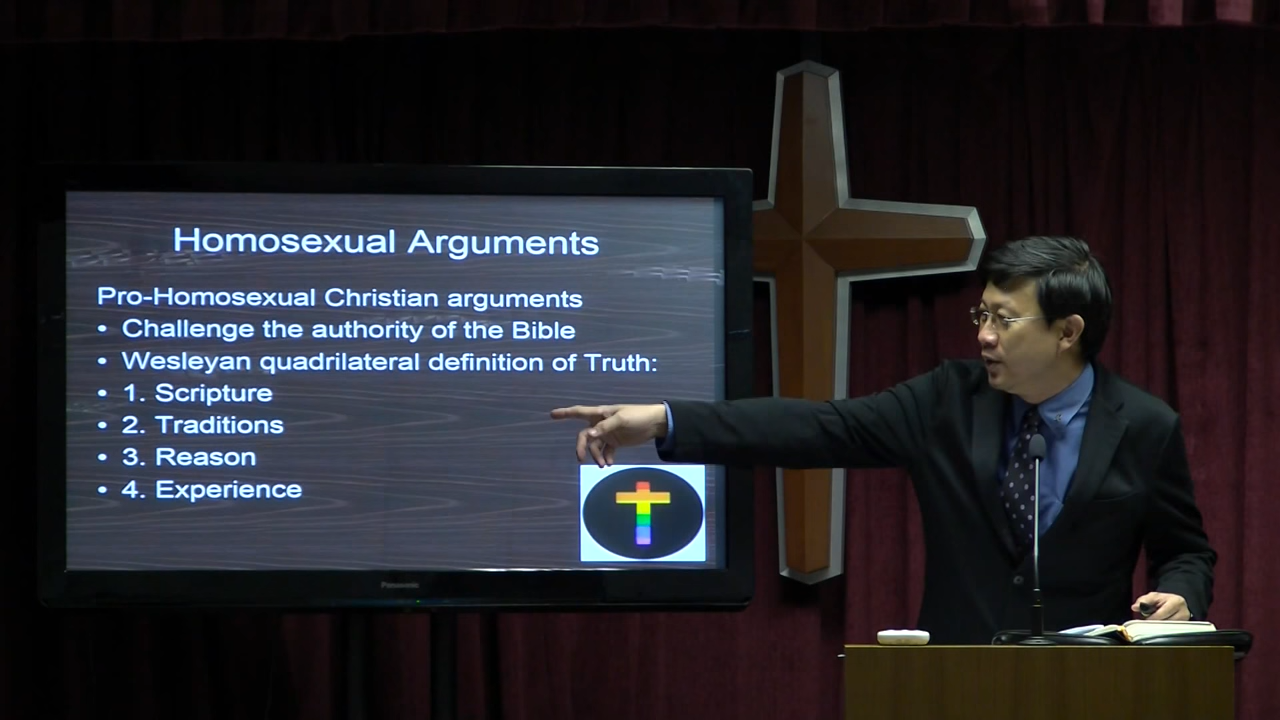 Homosexual Arguments
Pro-Homosexual Christian arguments
• Challenge the authority of the Bible
• Wesleyan quadrilateral definition of Truth:
• 1. Scripture
• 2. Traditions
• 3. Reason
• 4. Experience
Panasonic